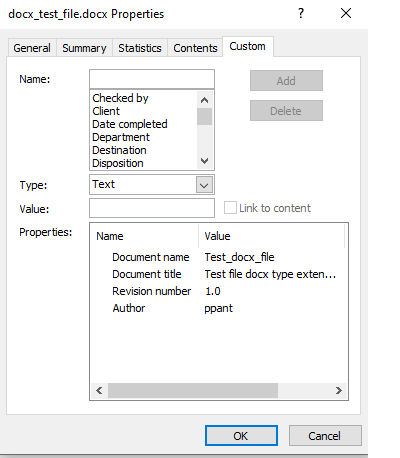 docx_test_file.docx Properties ? ×
General Summary Statistics Contents Custom
Name:
Add
Checked by
Client
Date completed
Department
Destination
Disposition
Delete
Type: Text
Value: Link to content
Properties:
Name Value
Document name Test_docx_file
Document title Test file docx type exten...
Revision number 1.0
Author ppant
OK Cancel